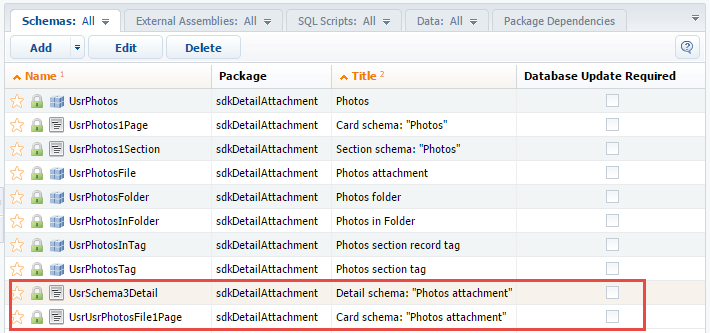 Schemas: All External Assemblies: All SQL Scripts: All Data: All Package Dependencies
Add Edit Delete
Name 1 Package Title 2 Database Update Required
UsrPhotos sdkDetailAttachment Photos
UsrPhotos1Page sdkDetailAttachment Card schema: "Photos"
UsrPhotos1Section sdkDetailAttachment Section schema: "Photos"
UsrPhotosFile sdkDetailAttachment Photos attachment
UsrPhotosFolder sdkDetailAttachment Photos folder
UsrPhotosInFolder sdkDetailAttachment Photos in Folder
UsrPhotosInTag sdkDetailAttachment Photos section record tag
UsrPhotosTag sdkDetailAttachment Photos section tag
UsrSchema3Detail sdkDetailAttachment Detail schema: "Photos attachment"
UsrUsrPhotosFile1Page sdkDetailAttachment Card schema: "Photos attachment"